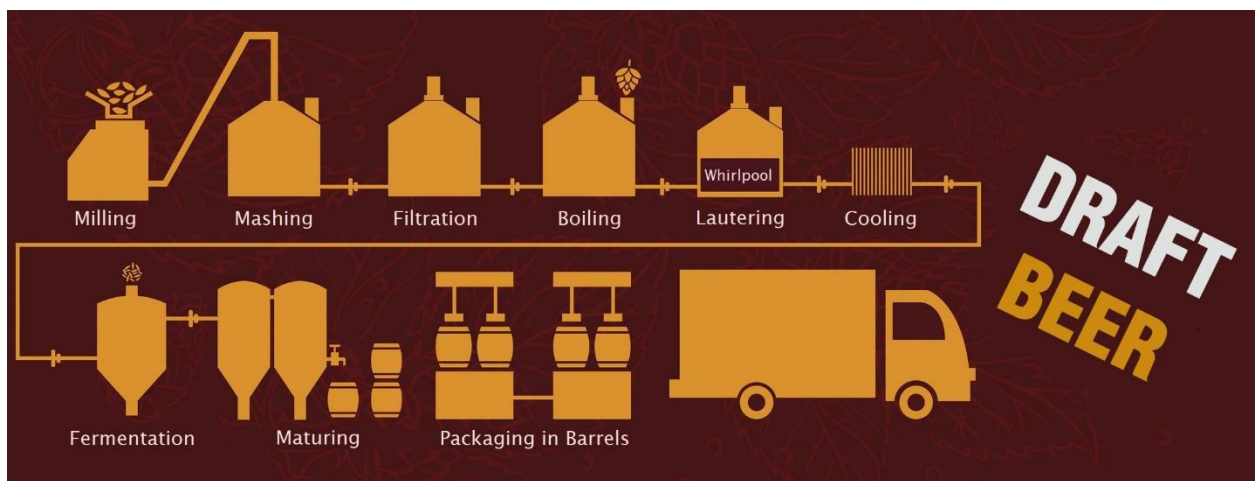 Whirlpool
Milling
Mashing
Filtration
Boiling
Lautering
Cooling
DRAFT
BEER
Fermentation
Maturing
Packaging in Barrels